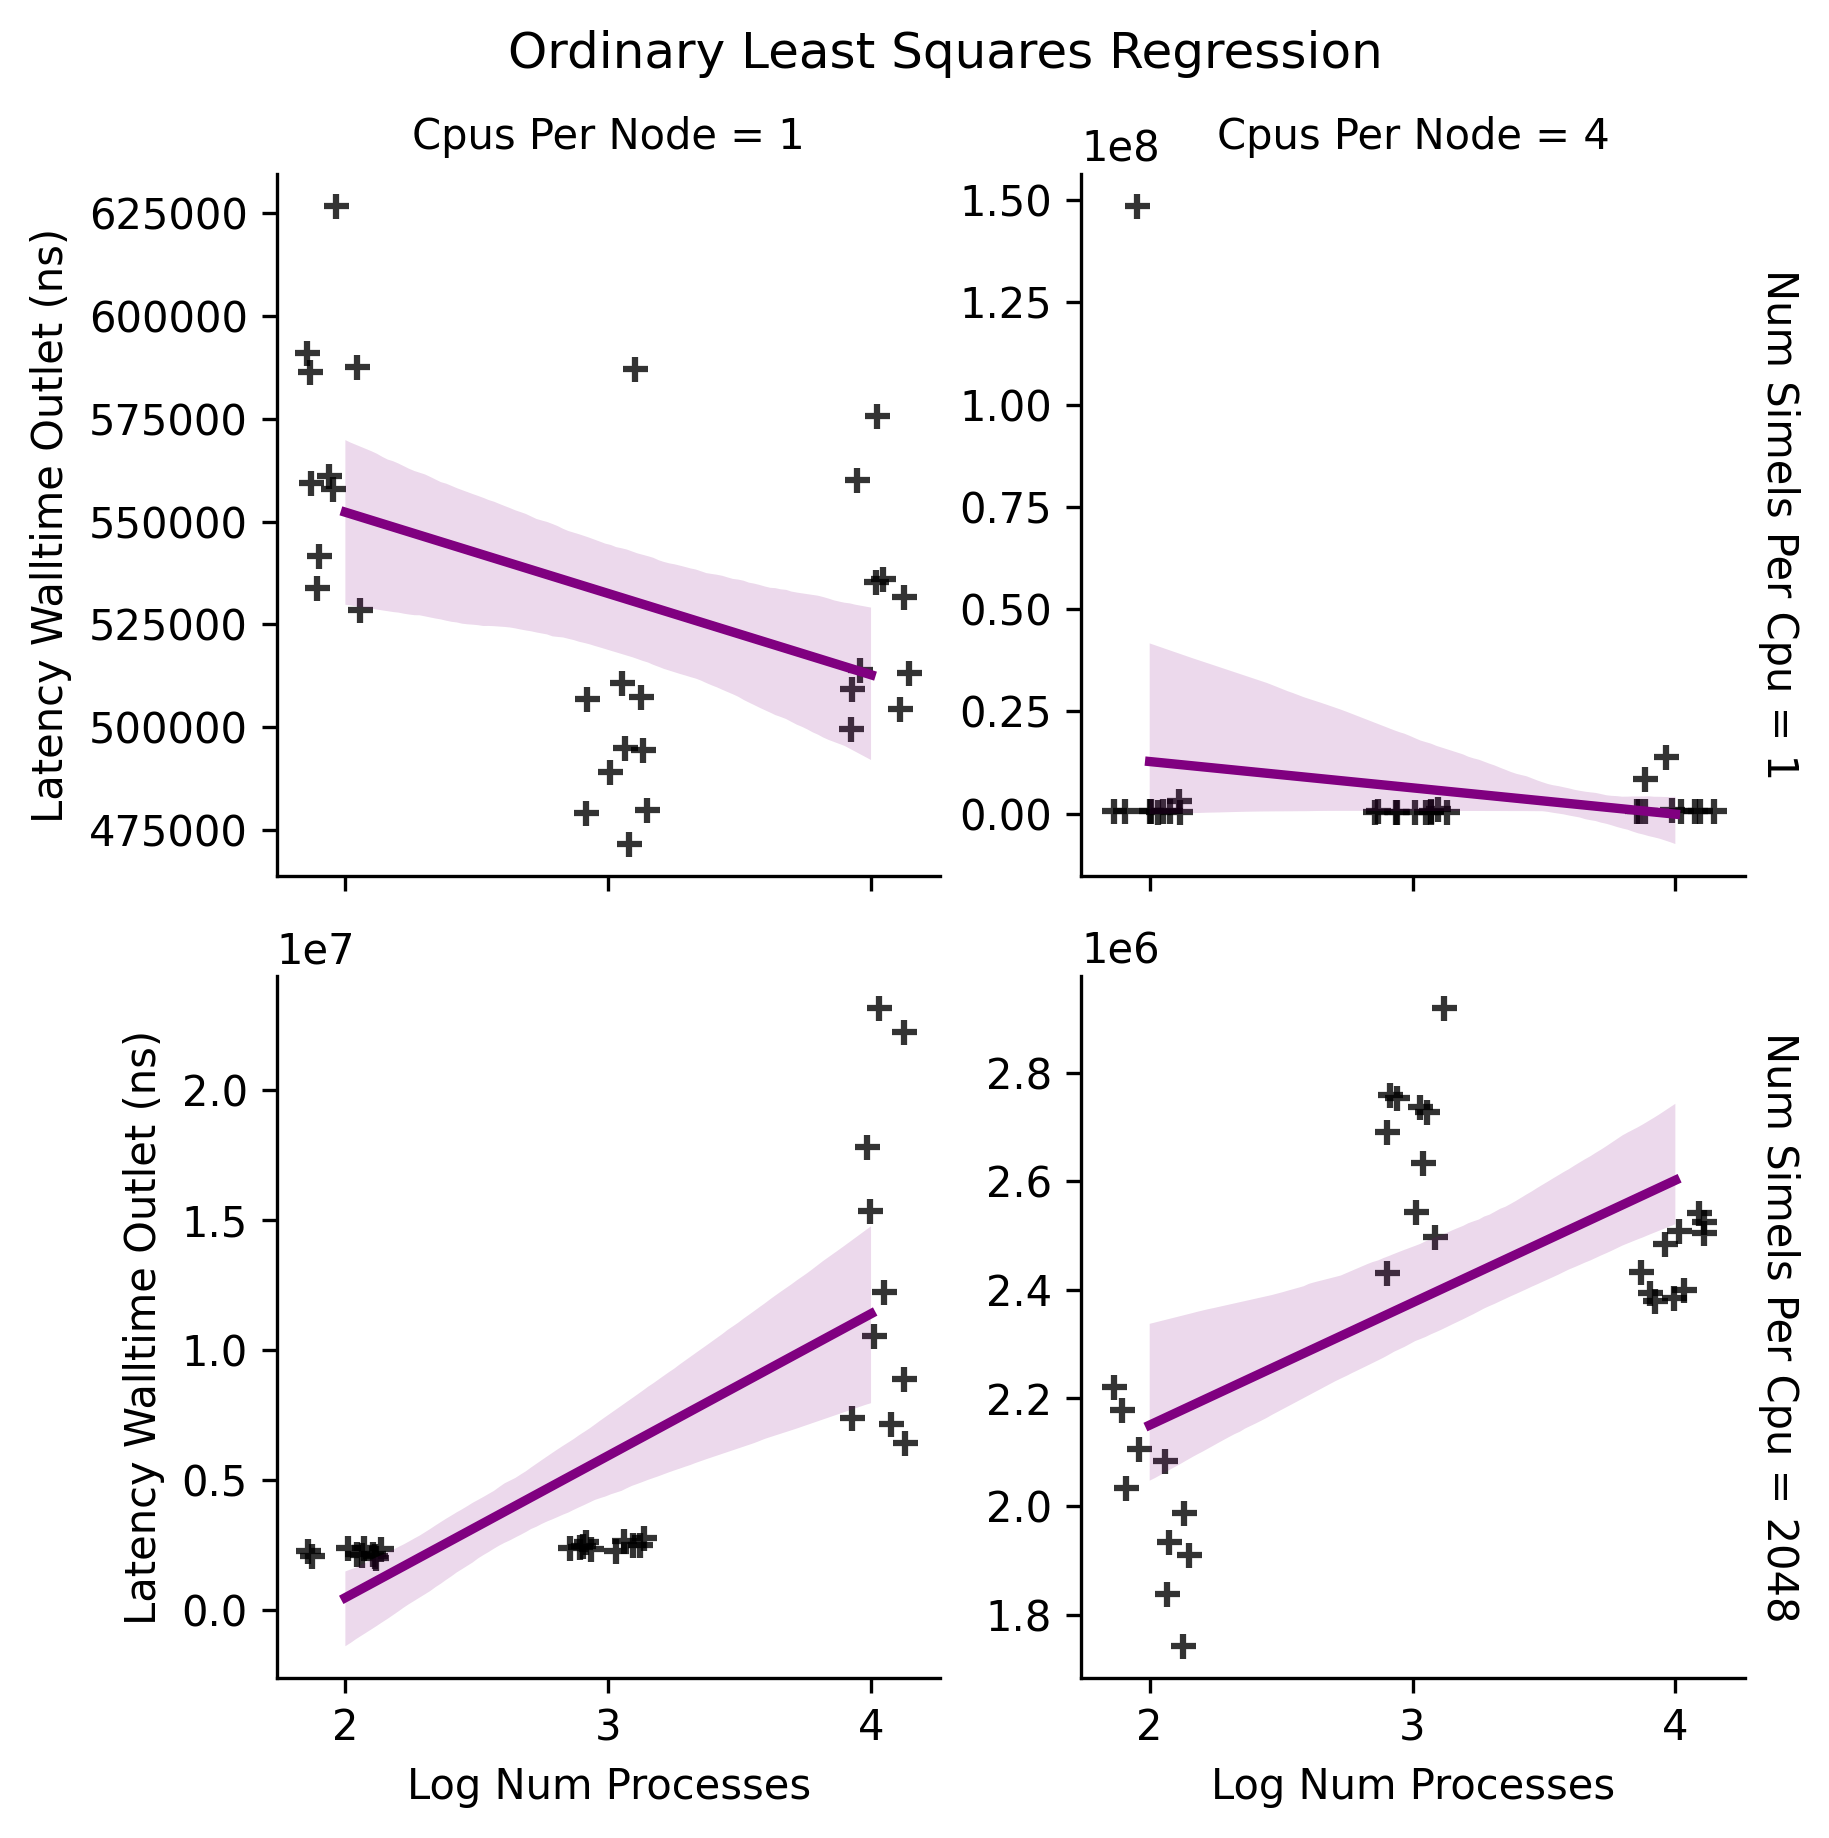 Ordinary Least Squares Regression
Cpus Per Node = 1
Cpus Per Node = 4
Latency Walltime Outlet (ns)
625000
600000
575000
550000
525000
500000
475000
1e8
1.50
1.25
1.00
0.75
0.50
0.25
0.00
Num Simels Per Cpu = 1
Latency Walltime Outlet (ns)
1e7
2.0
1.5
1.0
0.5
0.0
2 3 4
Log Num Processes
1e6
2.8
2.6
2.4
2.2
2.0
1.8
2 3 4
Log Num Processes
Num Simels Per Cpu = 2048